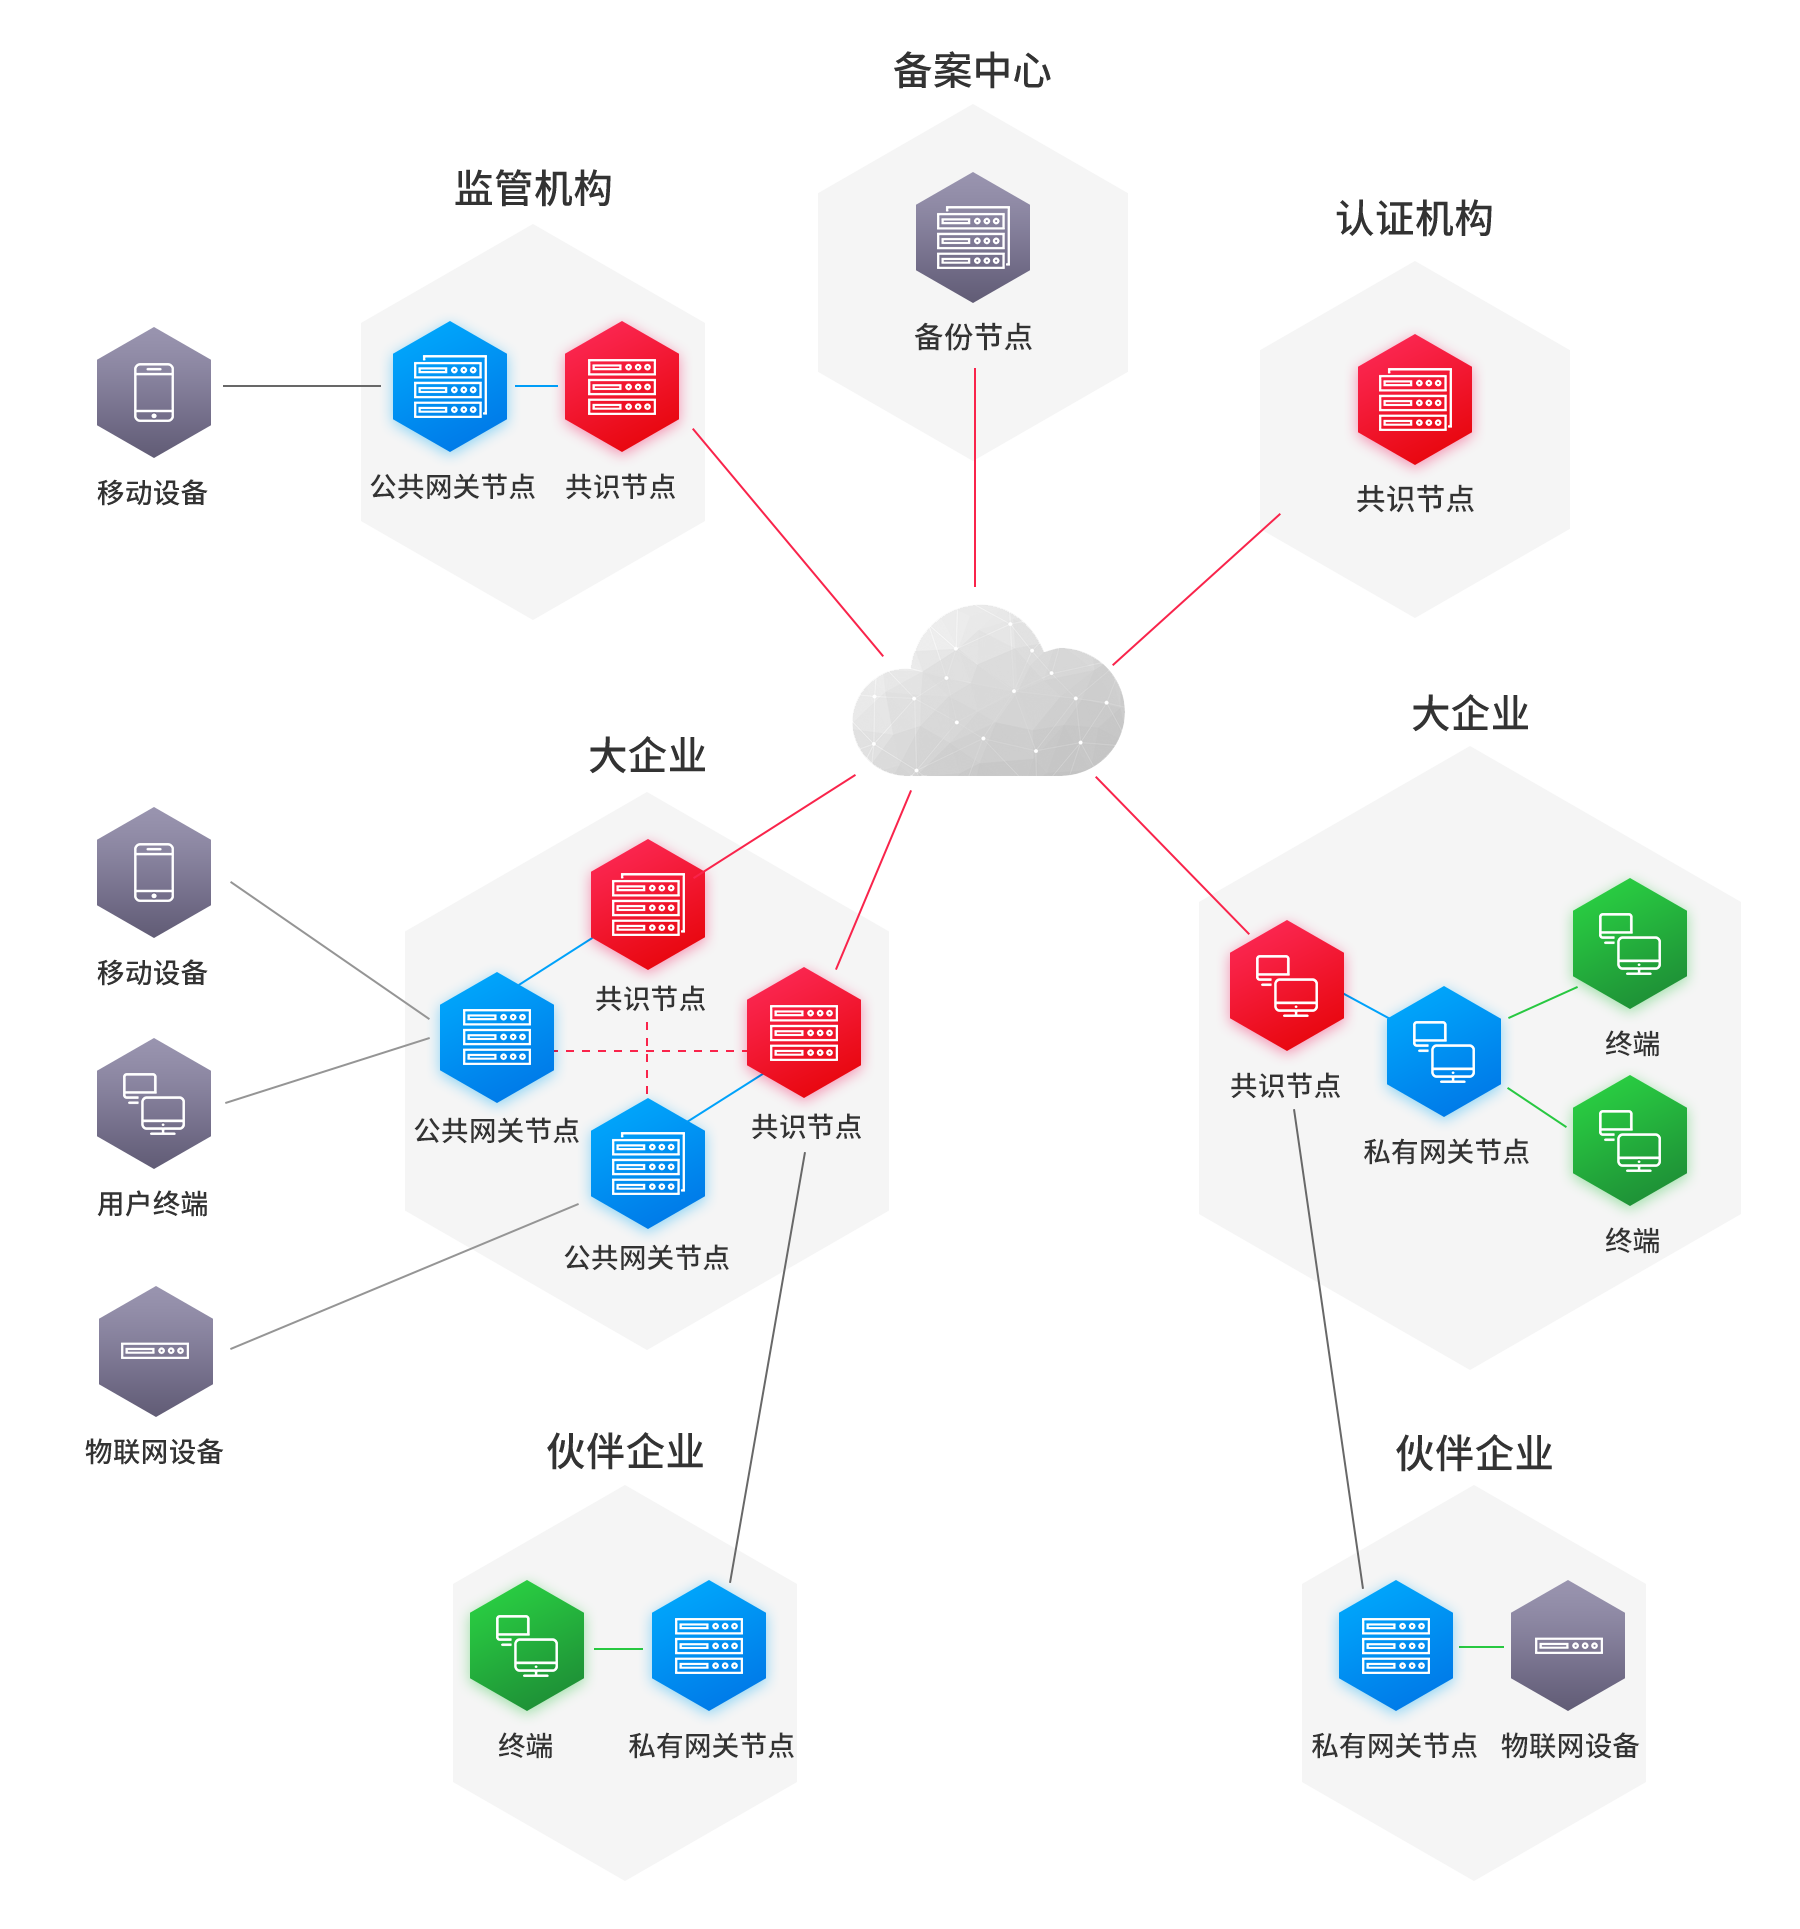 备案中心
监管机构
认证机构
备份节点
移动设备
公共网关节点
共识节点
共识节点
大企业
大企业
移动设备
共识节点
终端
共识节点
公共网关节点
共识节点
私有网关节点
用户终端
终端
公共网关节点
物联网设备
伙伴企业
伙伴企业
终端
私有网关节点
私有网关节点
物联网设备